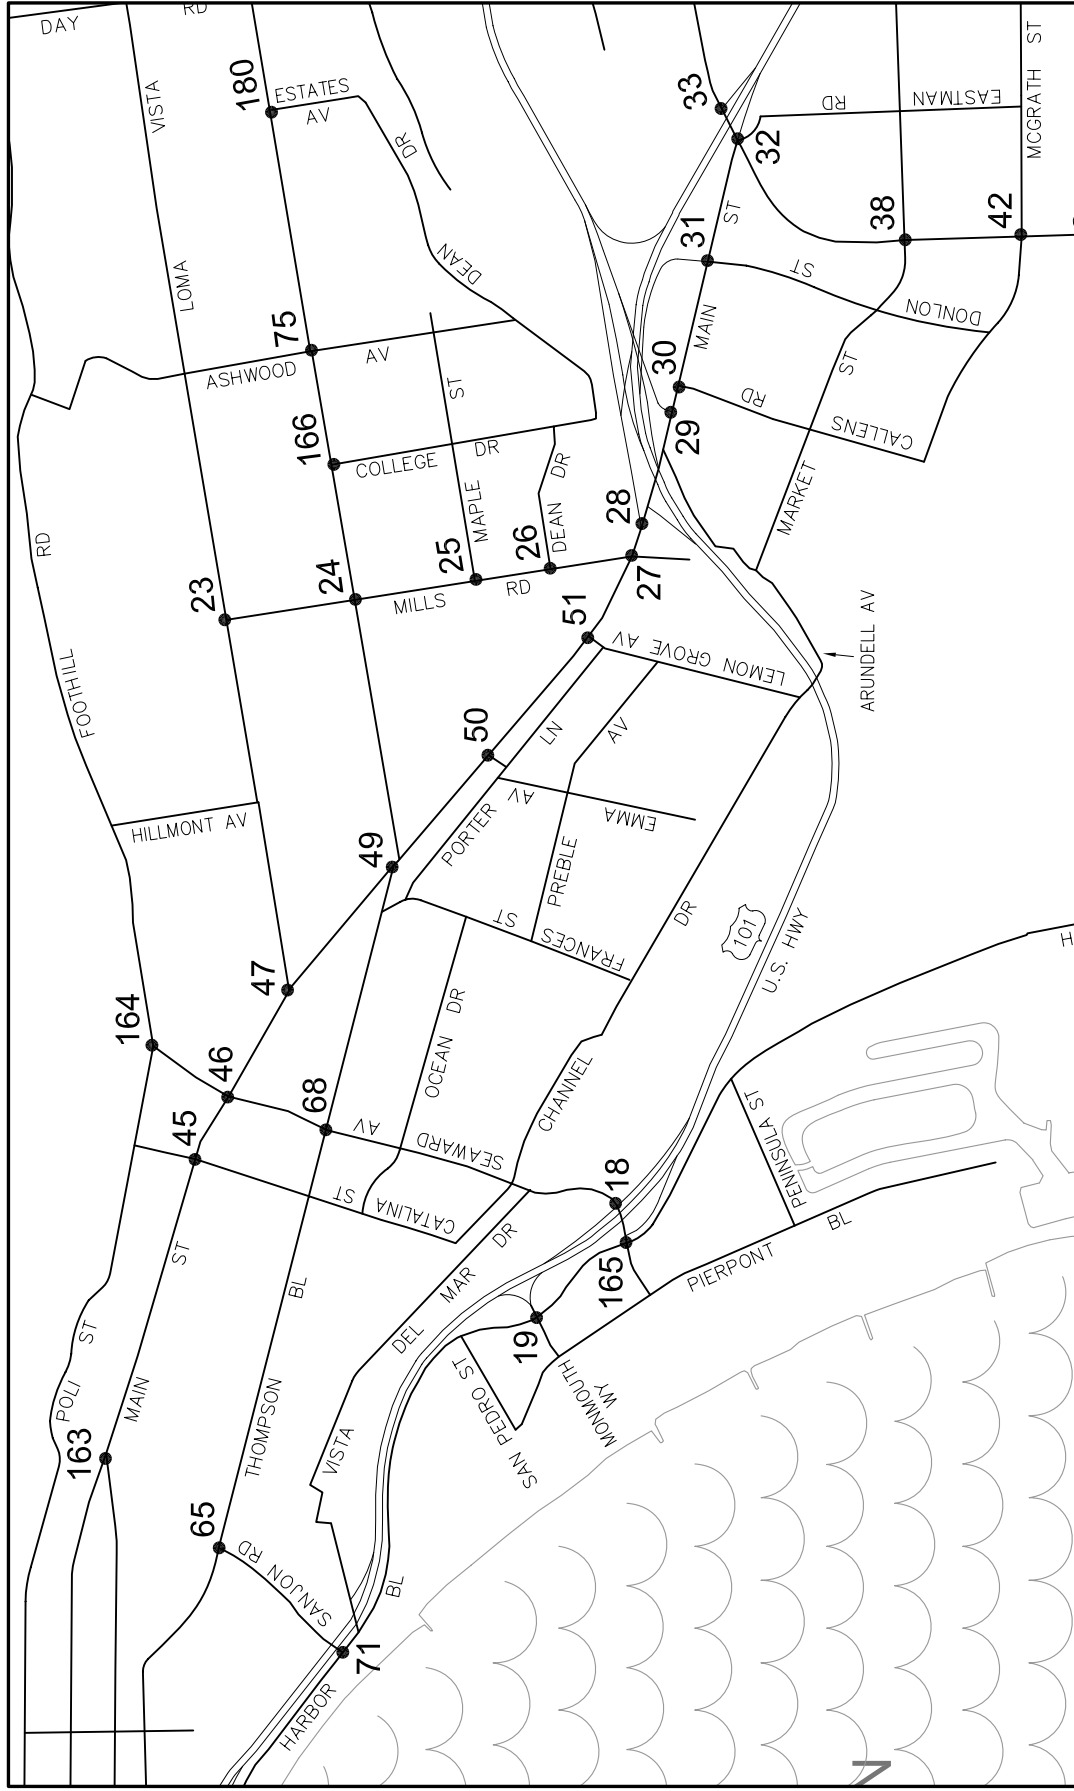 DAY
RD
VISTA
180
ESTATES
AV
DR
33
32
RD
EASTMAN
MCGRATH ST
38
42
31
ST
ST
DONLON
LOMA
DEAN
75
ASHWOOD
AV
MAIN
30
29
RD
CALLENS
ST
MARKET
166
COLLEGE
DR
ST
MAPLE
25
26
DEAN
DR
28
27
RD
23
24
MILLS
RD
51
LEMON GROVE AV
ARUNDELL AV
FOOTHILL
HILLMONT AV
50
LN
AV
PORTER
AV
EMMA
PREBLE
49
ST
FRANCES
DR
101
U.S. HWY
H
47
164
46
45
68
AV
SEAWARD
OCEAN
DR
CHANNEL
ST
CATALINA
18
165
PENINSULA ST
PIERPONT
BL
POLI
ST
MAIN
ST
163
THOMPSON
BL
VISTA
DEL
MAR
DR
19
SAN PEDRO ST
MONMOUTH
WY
65
SANJON RD
71
HARBOR
BL
N